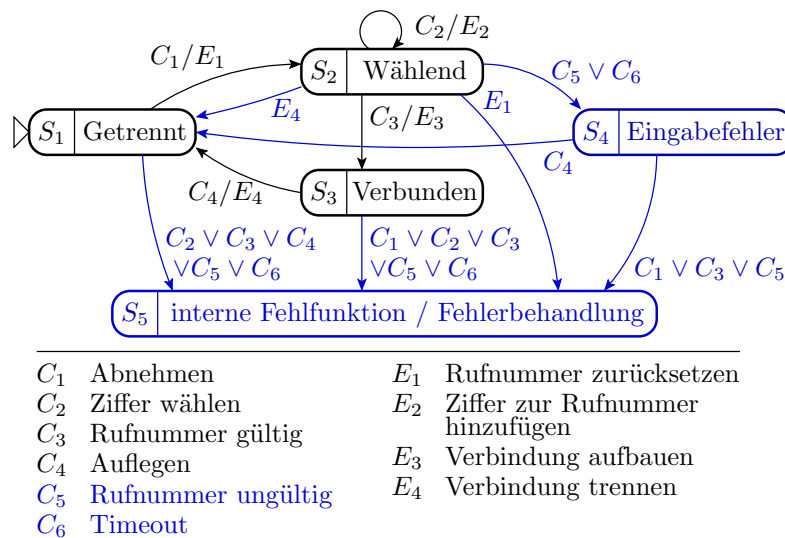 C₂/E₂
C₁/E₁
S₂ Wählend
C₅ ∨ C₆
E₄
E₁
C₃/E₃
S₁ Getrennt
S₄ Eingabefehler
C₄
C₄/E₄
S₃ Verbunden
C₂ ∨ C₃ ∨ C₄
∨C₅ ∨ C₆
C₁ ∨ C₂ ∨ C₃
∨C₅ ∨ C₆
C₁ ∨ C₃ ∨ C₅
S₅ interne Fehlfunktion / Fehlerbehandlung
C₁ Abnehmen
C₂ Ziffer wählen
C₃ Rufnummer gültig
C₄ Auflegen
C₅ Rufnummer ungültig
C₆ Timeout
E₁ Rufnummer zurücksetzen
E₂ Ziffer zur Rufnummer
hinzufügen
E₃ Verbindung aufbauen
E₄ Verbindung trennen